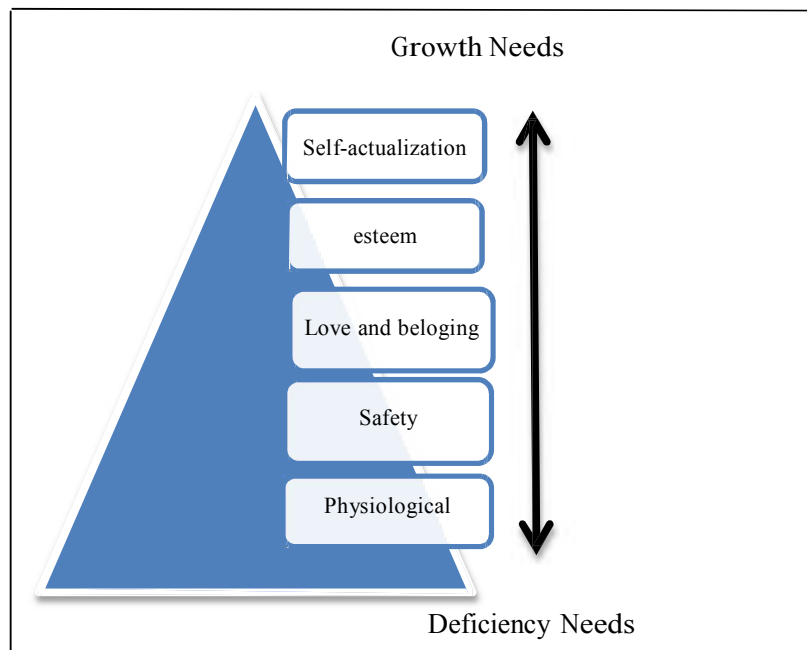 Growth Needs
Self-actualization
esteem
Love and beloging
Safety
Physiological
Deficiency Needs